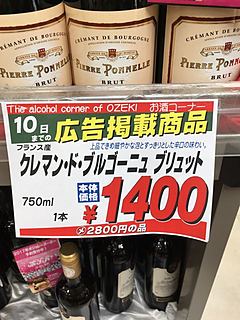 CRÉMANT DE BOURGOGNE
PIERRE PONNELLE
BRUT
CRÉMANT DE BOURGOGNE
PIERRE PONNELLE
BRUT
The alcohol corner of OZEKI お酒コーナー
10日までの 広告掲載商品
フランス産 上品できめ細やかな泡とすっきりとした辛口の味わい。
クレマン・ド・ブルゴーニュ ブリュット
750ml
1本
本体価格 ¥1400
メ2800円の品